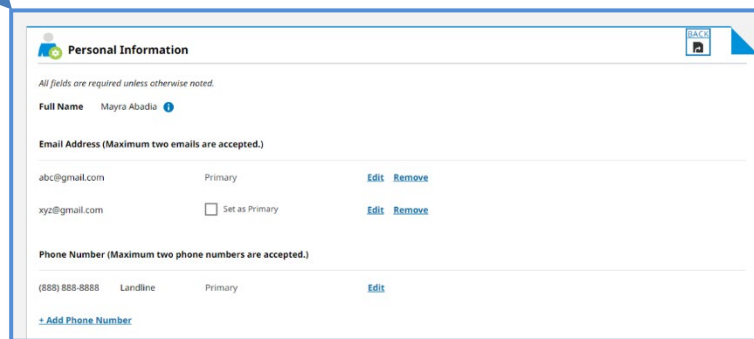 BACK
Personal Information
All fields are required unless otherwise noted.
Full Name Mayra Abadia
Email Address (Maximum two emails are accepted.)
abc@gmail.com Primary Edit Remove
xyz@gmail.com Set as Primary Edit Remove
Phone Number (Maximum two phone numbers are accepted.)
(888) 888-8888 Landline Primary Edit
+ Add Phone Number